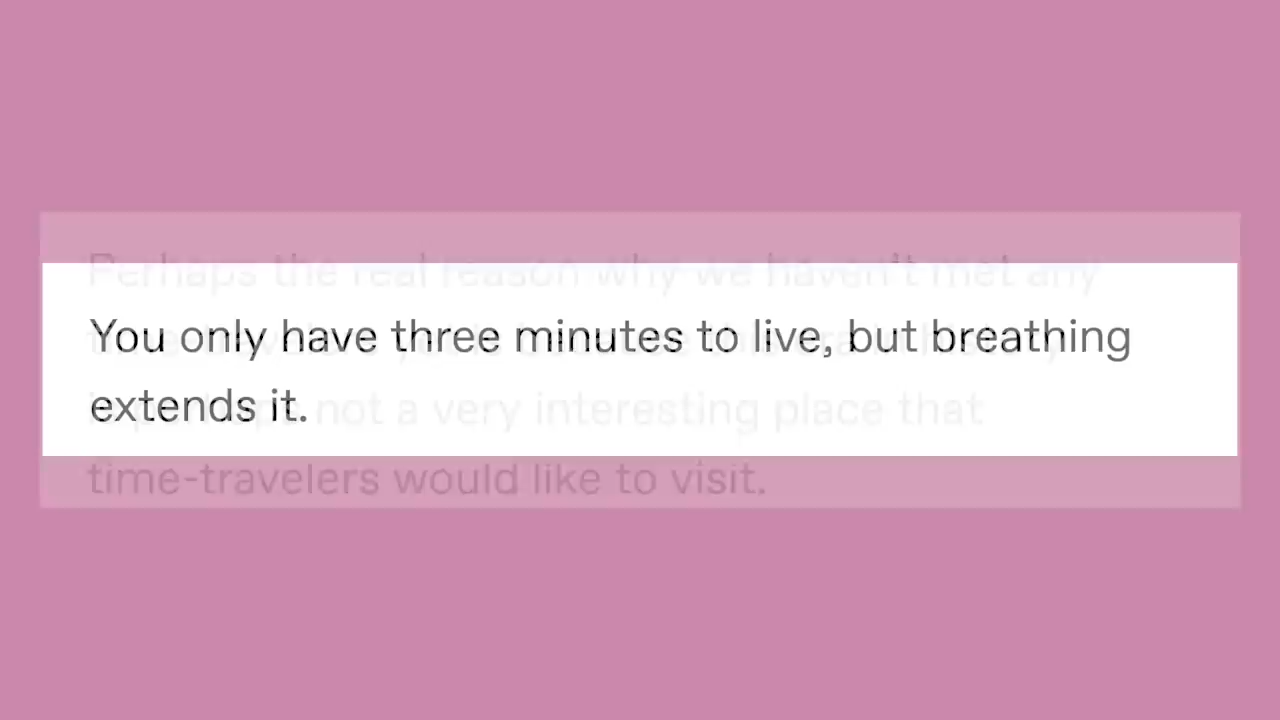 Perhaps the real reason why we haven't met any
You only have three minutes to live, but breathing
extends it.
not a very interesting place that
time-travelers would like to visit.